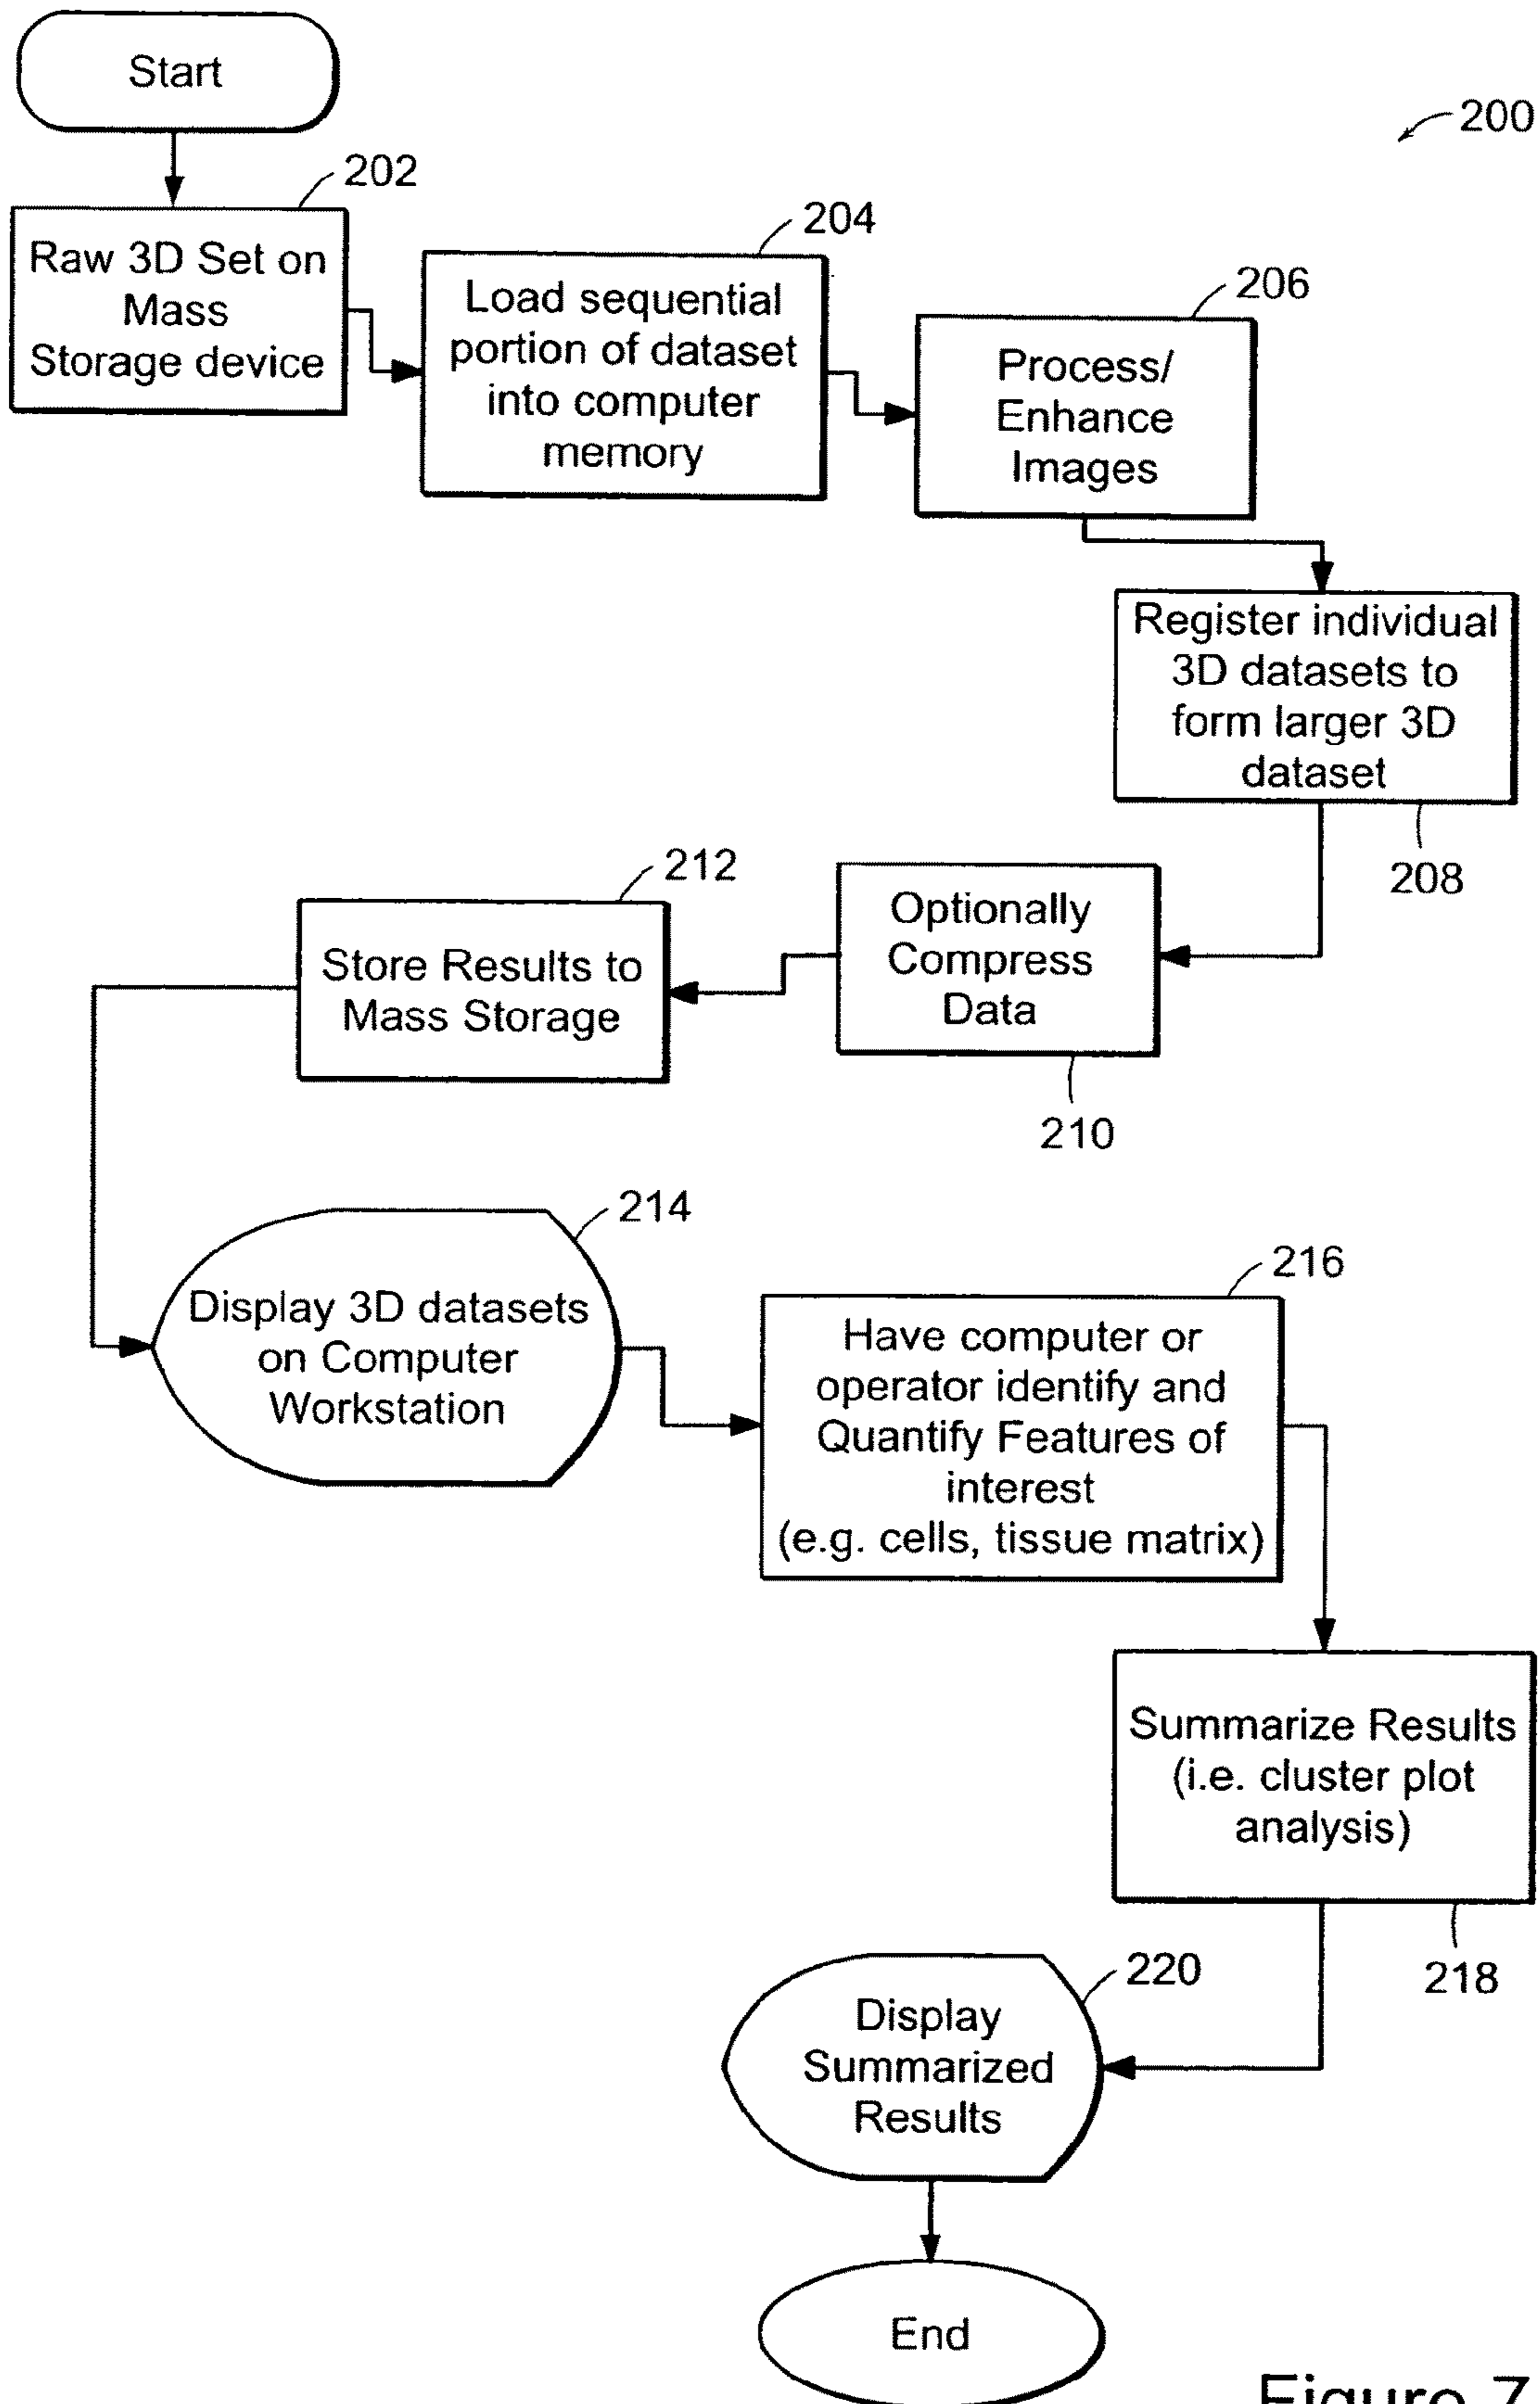 Start
200
202
Raw 3D Set on
Mass
Storage device
204
Load sequential
portion of dataset
into computer
memory
206
Process/
Enhance
Images
Register individual
3D datasets to
form larger 3D
dataset
208
Optionally
Compress
Data
210
212
Store Results to
Mass Storage
214
Display 3D datasets
on Computer
Workstation
216
Have computer or
operator identify and
Quantify Features of
interest
(e.g. cells, tissue matrix)
Summarize Results
(i.e. cluster plot
analysis)
218
220
Display
Summarized
Results
End
Figure 7